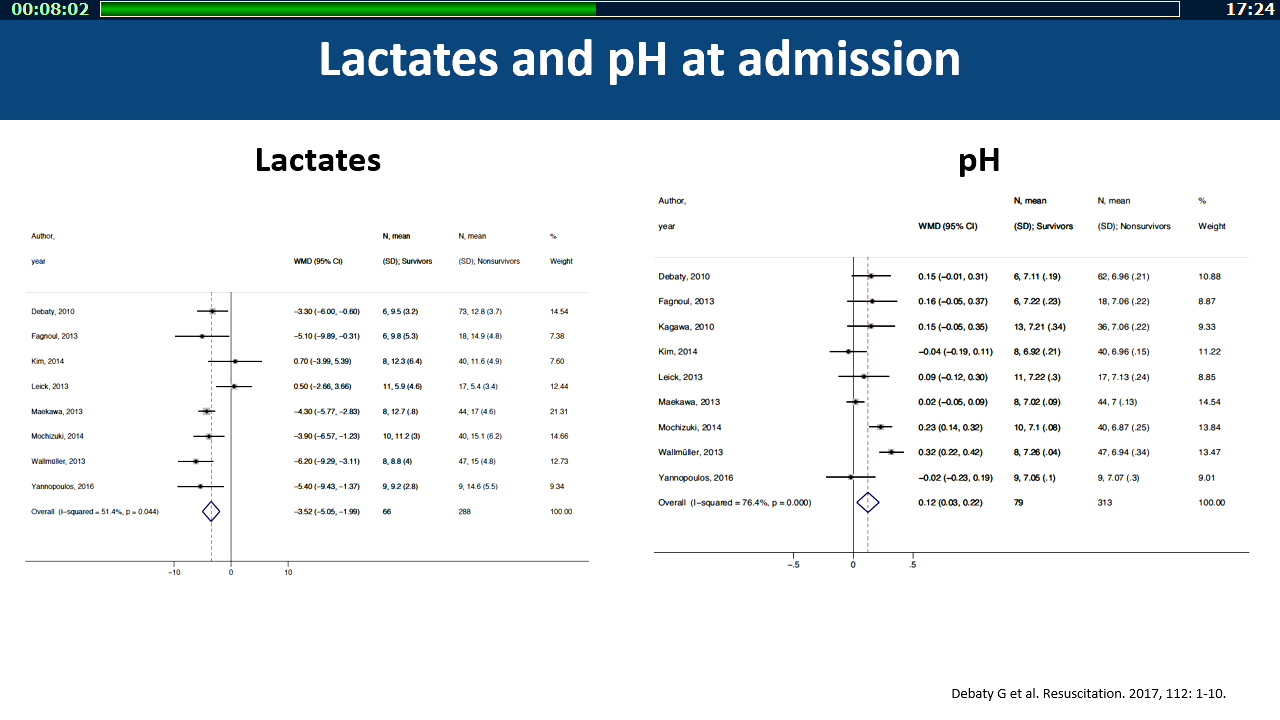 00:08:02
17:24
Lactates and pH at admission
Lactates
Author, N, mean N, mean %
year WMD (95% CI) (SD); Survivors (SD); Nonsurvivors Weight
Debaty, 2010 −3.30 (−6.00, −0.60) 6, 9.5 (3.2) 73, 12.8 (3.7) 14.54
Fagnoul, 2013 −5.10 (−9.89, −0.31) 6, 9.8 (5.3) 18, 14.9 (4.8) 7.38
Kim, 2014 0.70 (−3.99, 5.39) 8, 12.3 (6.4) 40, 11.6 (4.9) 7.60
Leick, 2013 0.50 (−2.66, 3.66) 11, 5.9 (4.6) 17, 5.4 (3.4) 12.44
Maekawa, 2013 −4.30 (−5.77, −2.83) 8, 12.7 (.8) 44, 17 (4.6) 21.31
Mochizuki, 2014 −3.90 (−6.57, −1.23) 10, 11.2 (3) 40, 15.1 (6.2) 14.66
Wallmüller, 2013 −6.20 (−9.29, −3.11) 8, 8.8 (4) 47, 15 (4.8) 12.73
Yannopoulos, 2016 −5.40 (−9.43, −1.37) 9, 9.2 (2.8) 9, 14.6 (5.5) 9.34
Overall (I−squared = 51.4%, p = 0.044) −3.52 (−5.05, −1.99) 66 288 100.00
−10 0 10
pH
Author, N, mean N, mean %
year WMD (95% CI) (SD); Survivors (SD); Nonsurvivors Weight
Debaty, 2010 0.15 (−0.01, 0.31) 6, 7.11 (.19) 62, 6.96 (.21) 10.88
Fagnoul, 2013 0.16 (−0.05, 0.37) 6, 7.22 (.23) 18, 7.06 (.22) 8.87
Kagawa, 2010 0.15 (−0.05, 0.35) 13, 7.21 (.34) 36, 7.06 (.22) 9.33
Kim, 2014 −0.04 (−0.19, 0.11) 8, 6.92 (.21) 40, 6.96 (.15) 11.22
Leick, 2013 0.09 (−0.12, 0.30) 11, 7.22 (.3) 17, 7.13 (.24) 8.85
Maekawa, 2013 0.02 (−0.05, 0.09) 8, 7.02 (.09) 44, 7 (.13) 14.54
Mochizuki, 2014 0.23 (0.14, 0.32) 10, 7.1 (.08) 40, 6.87 (.25) 13.84
Wallmüller, 2013 0.32 (0.22, 0.42) 8, 7.26 (.04) 47, 6.94 (.34) 13.47
Yannopoulos, 2016 −0.02 (−0.23, 0.19) 9, 7.05 (.1) 9, 7.07 (.3) 9.01
Overall (I−squared = 76.4%, p = 0.000) 0.12 (0.03, 0.22) 79 313 100.00
−.5 0 .5
Debaty G et al. Resuscitation. 2017, 112: 1-10.